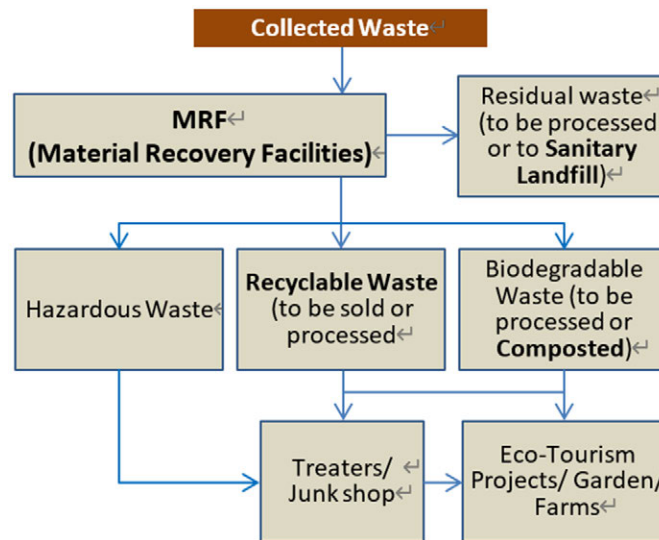 Collected Waste
MRF
(Material Recovery Facilities)
Residual waste
(to be processed
or to Sanitary
Landfill)
Hazardous Waste
Recyclable Waste
(to be sold or
processed
Biodegradable
Waste (to be
processed or
Composted)
Treaters/
Junk shop
Eco-Tourism
Projects/ Garden/
Farms